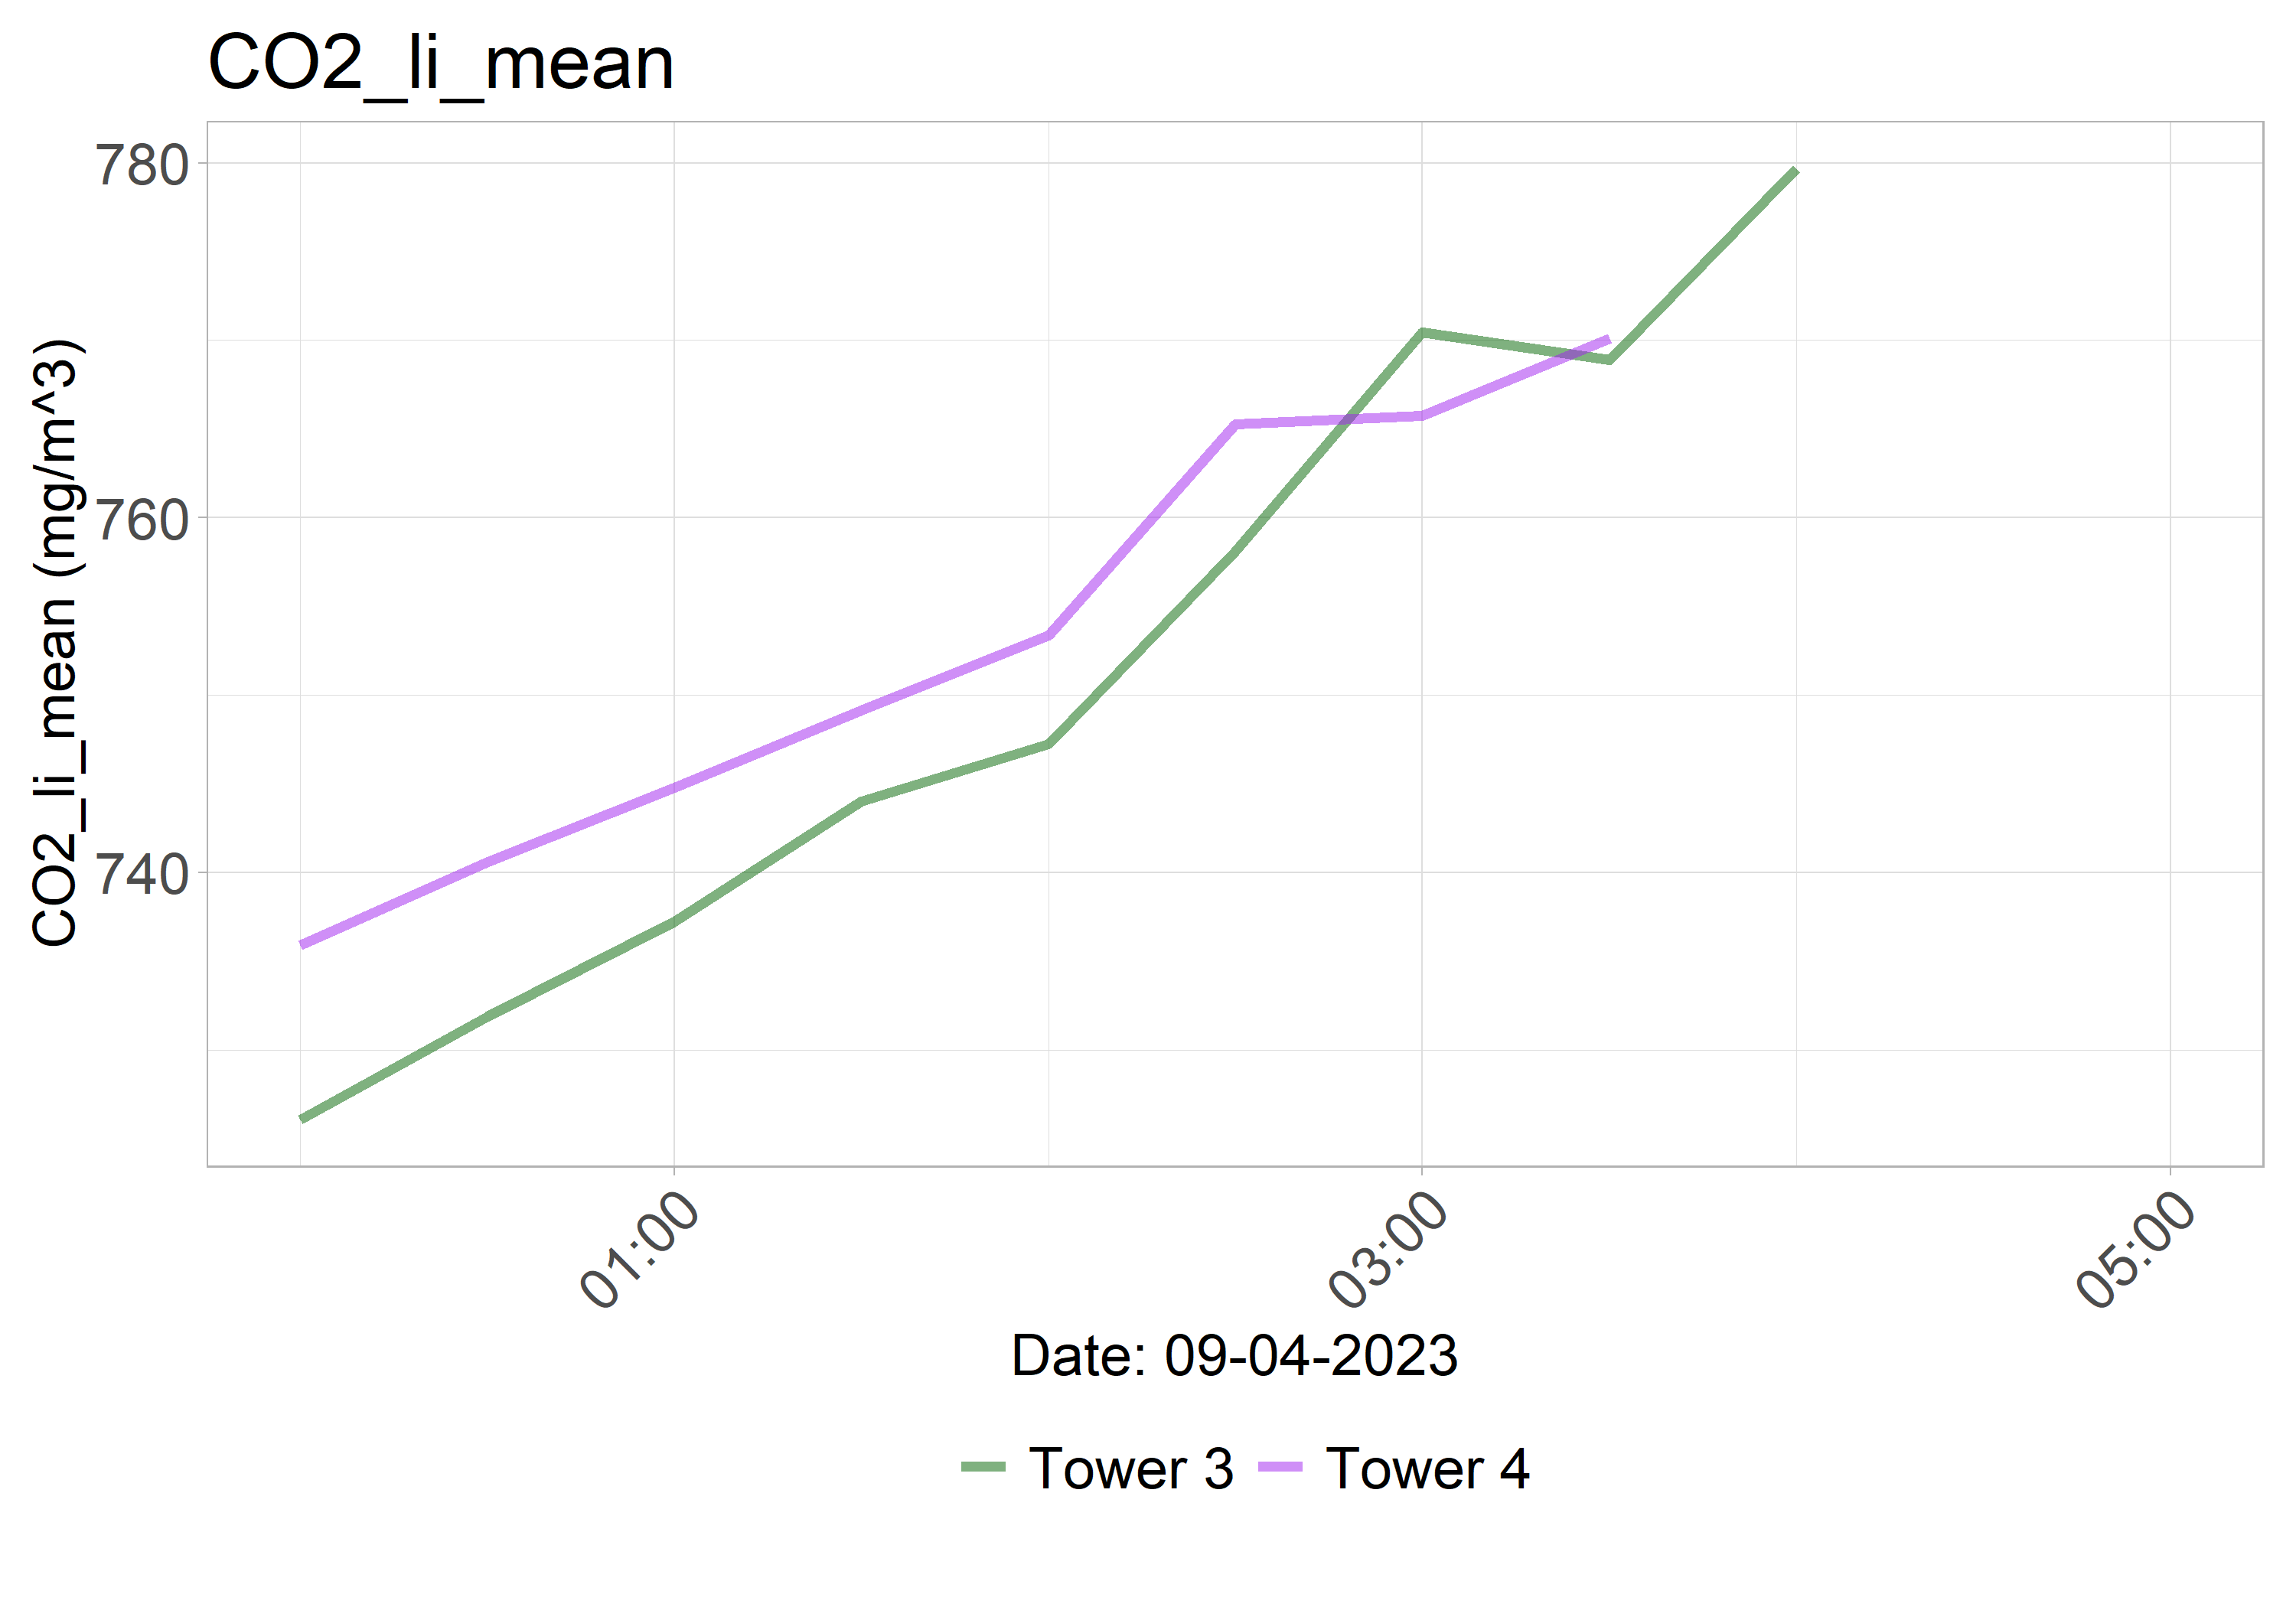 CO2_li_mean
CO2_li_mean (mg/m^3)
780
760
740
01:00
03:00
05:00
Date: 09-04-2023
Tower 3
Tower 4